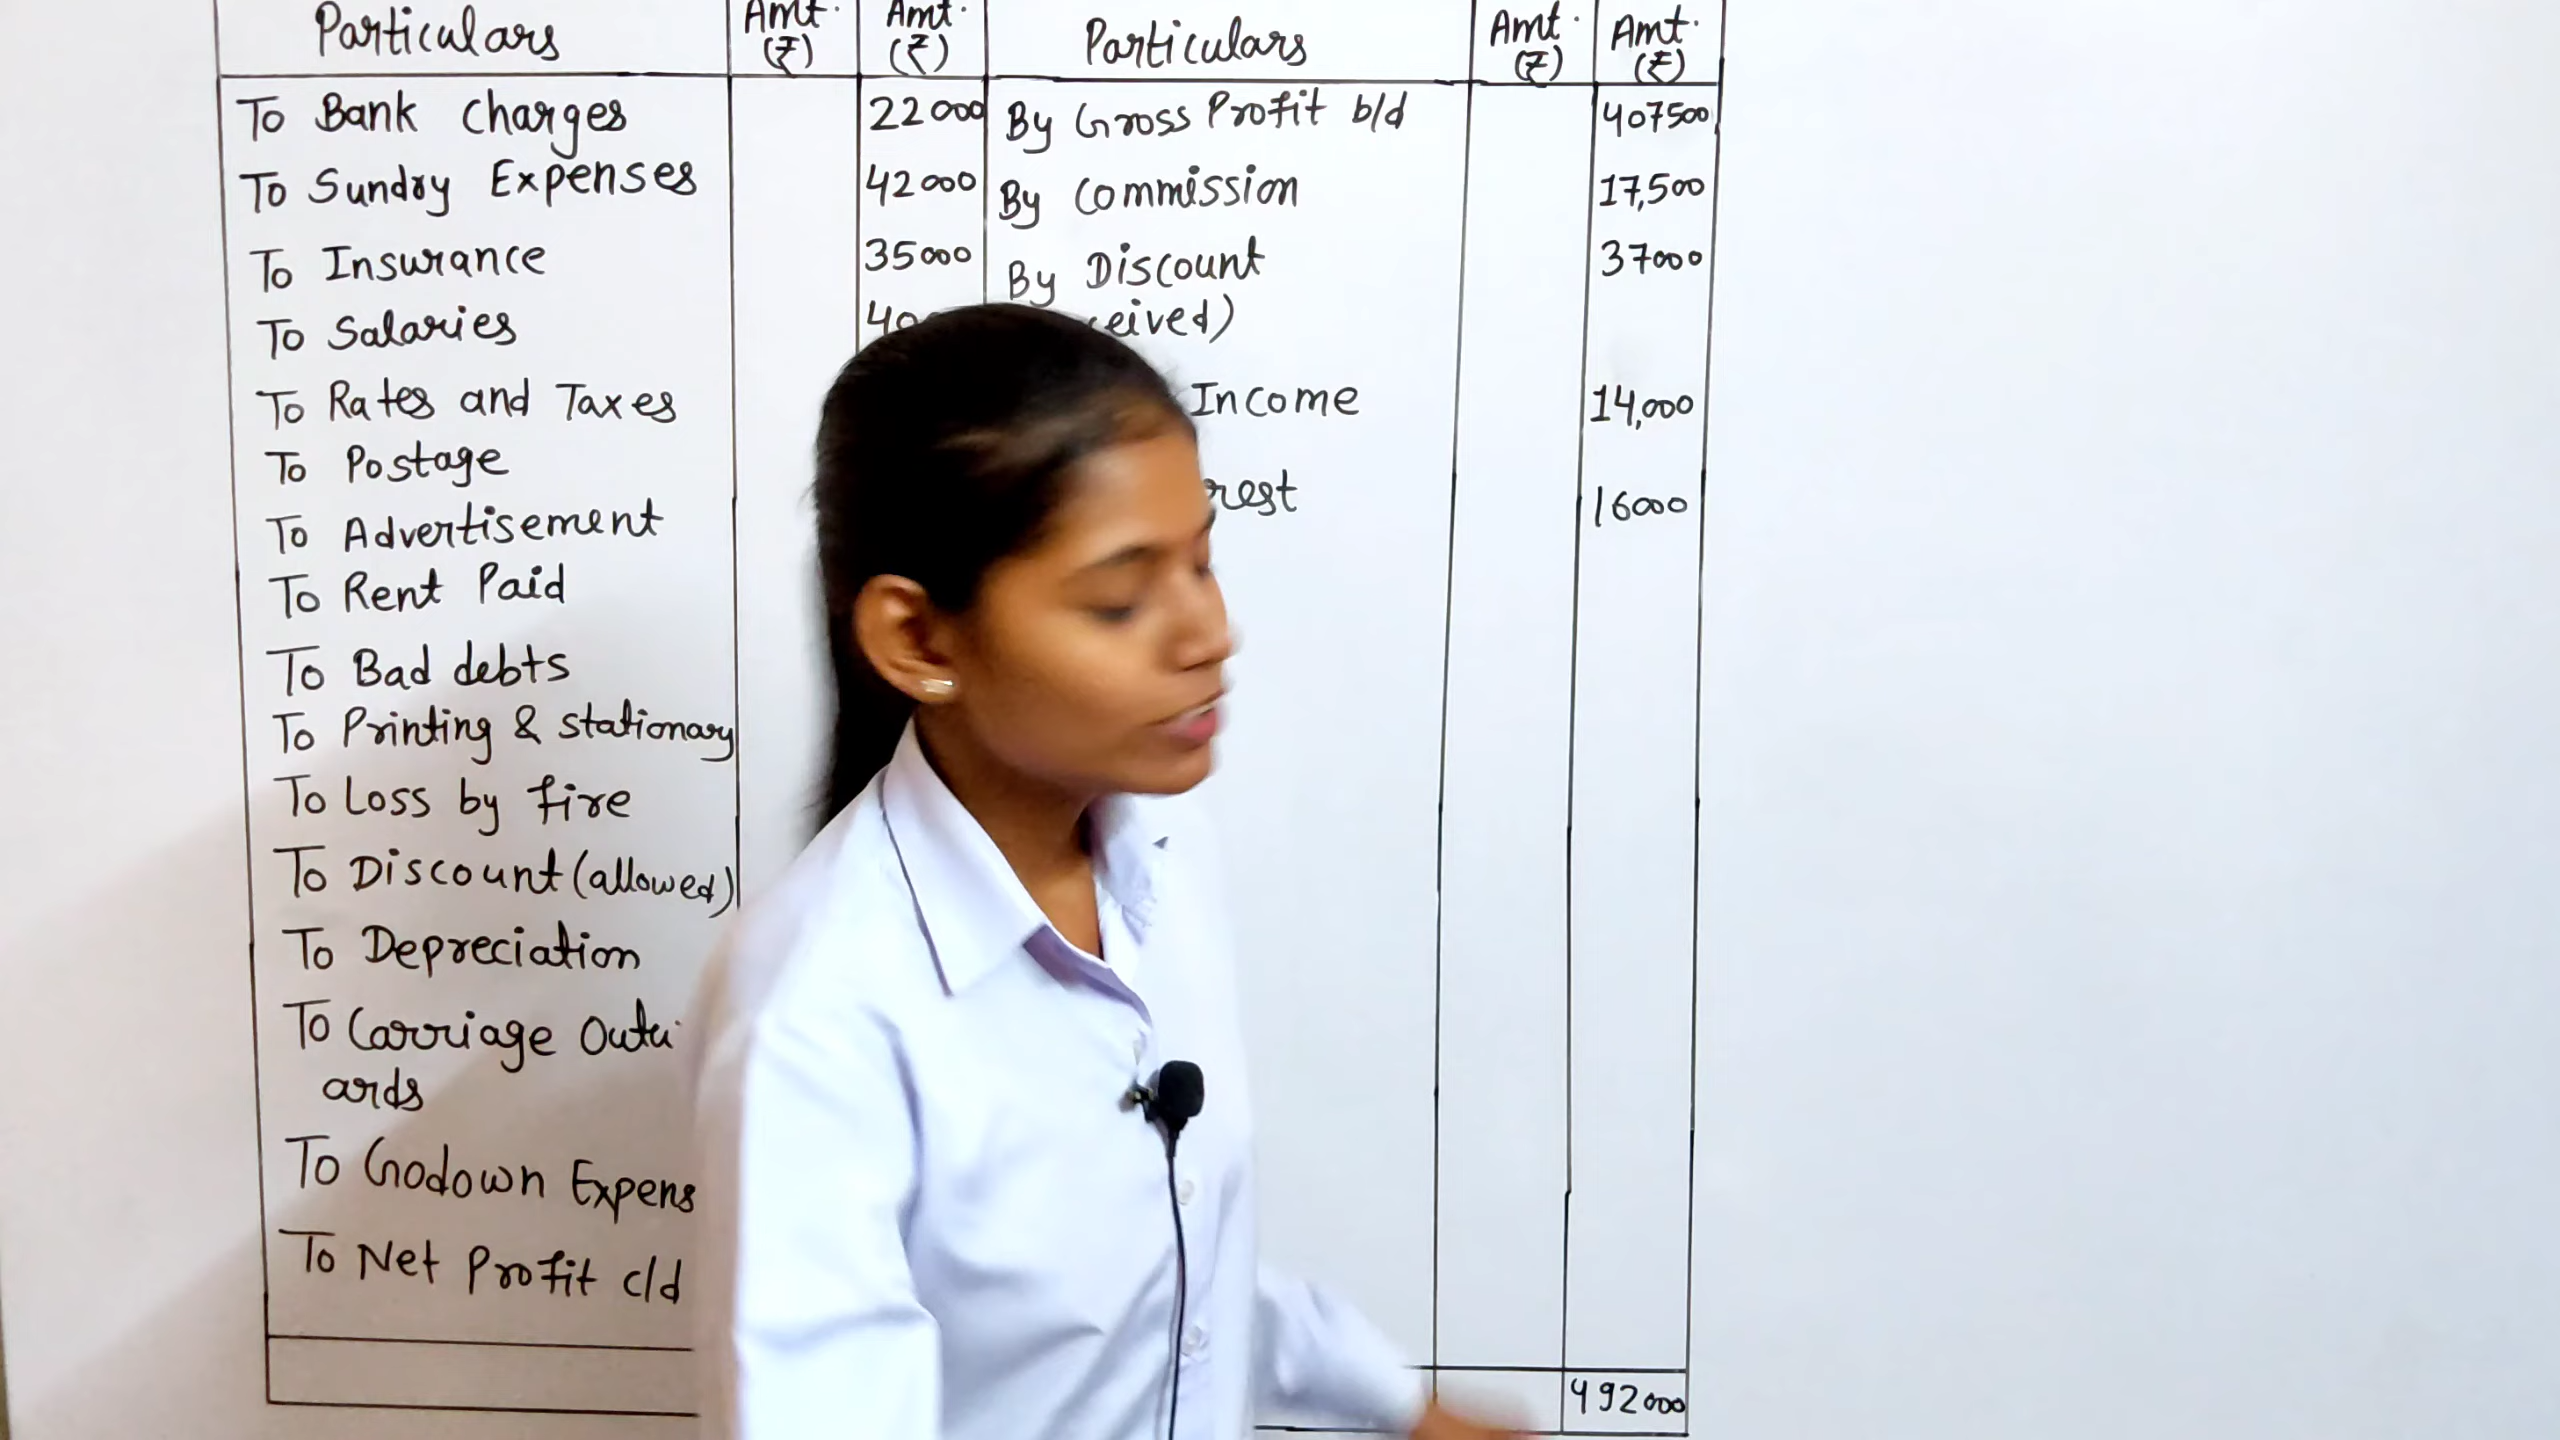 Particulars Amt. (₹) Amt. (₹) Particulars Amt. (₹) Amt. (₹)
To Bank charges 22000 By Gross Profit b/d 407500
To Sundry Expenses 42000 By Commission 17,500
To Insurance 35000 By Discount 37000
To Salaries
To Rates and Taxes Income 14,000
To Postage
To Advertisement 16000
To Rent Paid
To Bad debts
To Printing & stationary
To Loss by fire
To Discount (allowed)
To Depreciation
To Carriage
ards
To Godown
To Net Profit c/d
492000